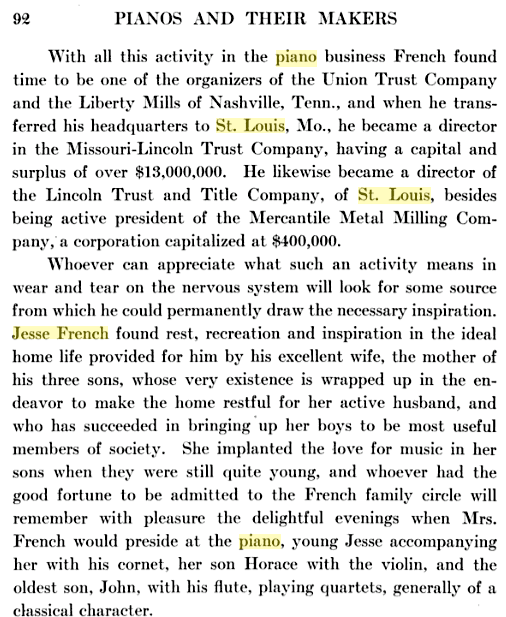 92 PIANOS AND THEIR MAKERS
With all this activity in the piano business French found
time to be one of the organizers of the Union Trust Company
and the Liberty Mills of Nashville, Tenn., and when he trans-
ferred his headquarters to St. Louis, Mo., he became a director
in the Missouri-Lincoln Trust Company, having a capital and
surplus of over $13,000,000. He likewise became a director of
the Lincoln Trust and Title Company, of St. Louis, besides
being active president of the Mercantile Metal Milling Com-
pany, a corporation capitalized at $400,000.
Whoever can appreciate what such an activity means in
wear and tear on the nervous system will look for some source
from which he could permanently draw the necessary inspiration.
Jesse French found rest, recreation and inspiration in the ideal
home life provided for him by his excellent wife, the mother of
his three sons, whose very existence is wrapped up in the en-
deavor to make the home restful for her active husband, and
who has succeeded in bringing up her boys to be most useful
members of society. She implanted the love for music in her
sons when they were still quite young, and whoever had the
good fortune to be admitted to the French family circle will
remember with pleasure the delightful evenings when Mrs.
French would preside at the piano, young Jesse accompanying
her with his cornet, her son Horace with the violin, and the
oldest son, John, with his flute, playing quartets, generally of a
classical character.